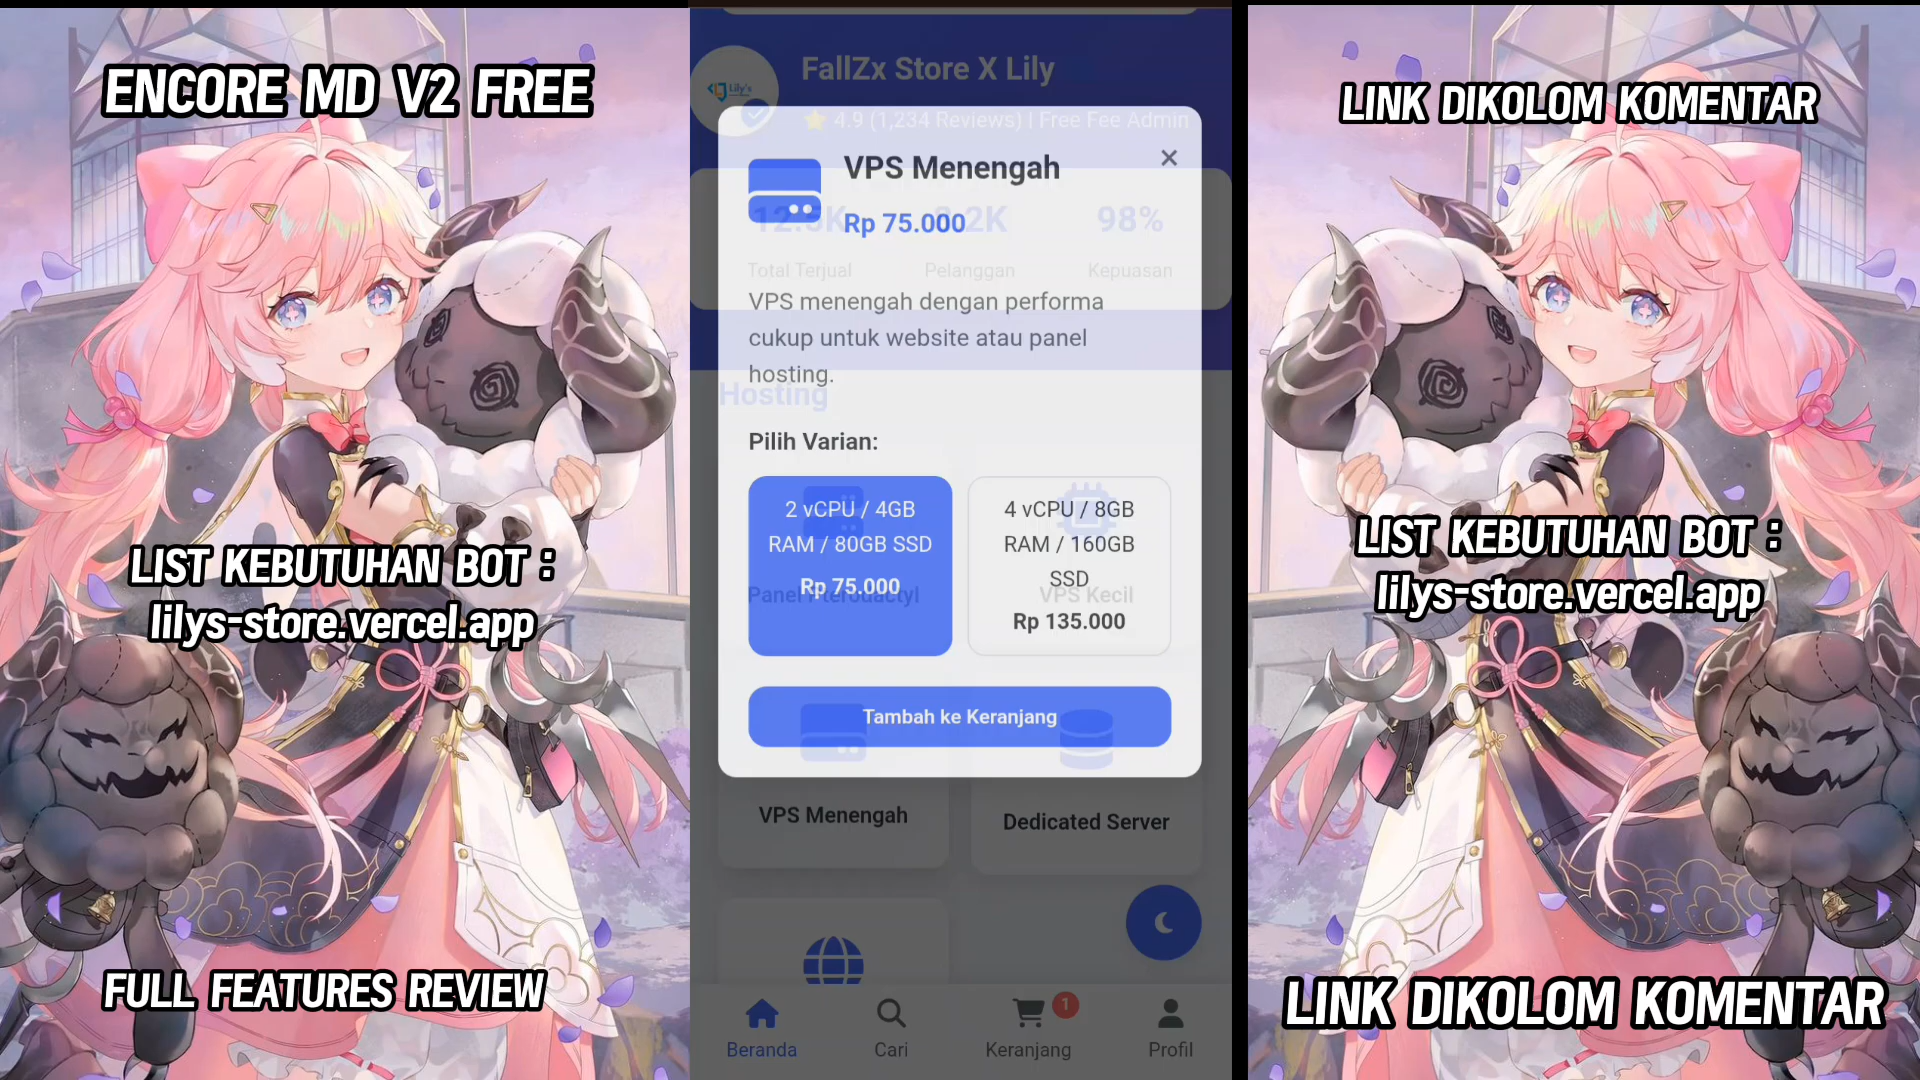 ENCORE MD V2 FREE
LIST KEBUTUHAN BOT :
lilys-store.vercel.app
FULL FEATURES REVIEW
FallZx Store X Lily
Lily's
4.9 (1,234 Reviews) | Free Fee Admin
VPS Menengah
Rp 75.000
98%
Total Terjual
Pelanggan
Kepuasan
VPS menengah dengan performa
cukup untuk website atau panel
hosting.
Hosting
Pilih Varian:
2 vCPU / 4GB
RAM / 80GB SSD
Rp 75.000
4 vCPU / 8GB
RAM / 160GB
SSD
Rp 135.000
Panel Pterodactyl
VPS Kecil
Tambah ke Keranjang
VPS Menengah
Dedicated Server
Beranda
Cari
1
Keranjang
Profil
LINK DIKOLOM KOMENTAR
LIST KEBUTUHAN BOT :
lilys-store.vercel.app
LINK DIKOLOM KOMENTAR